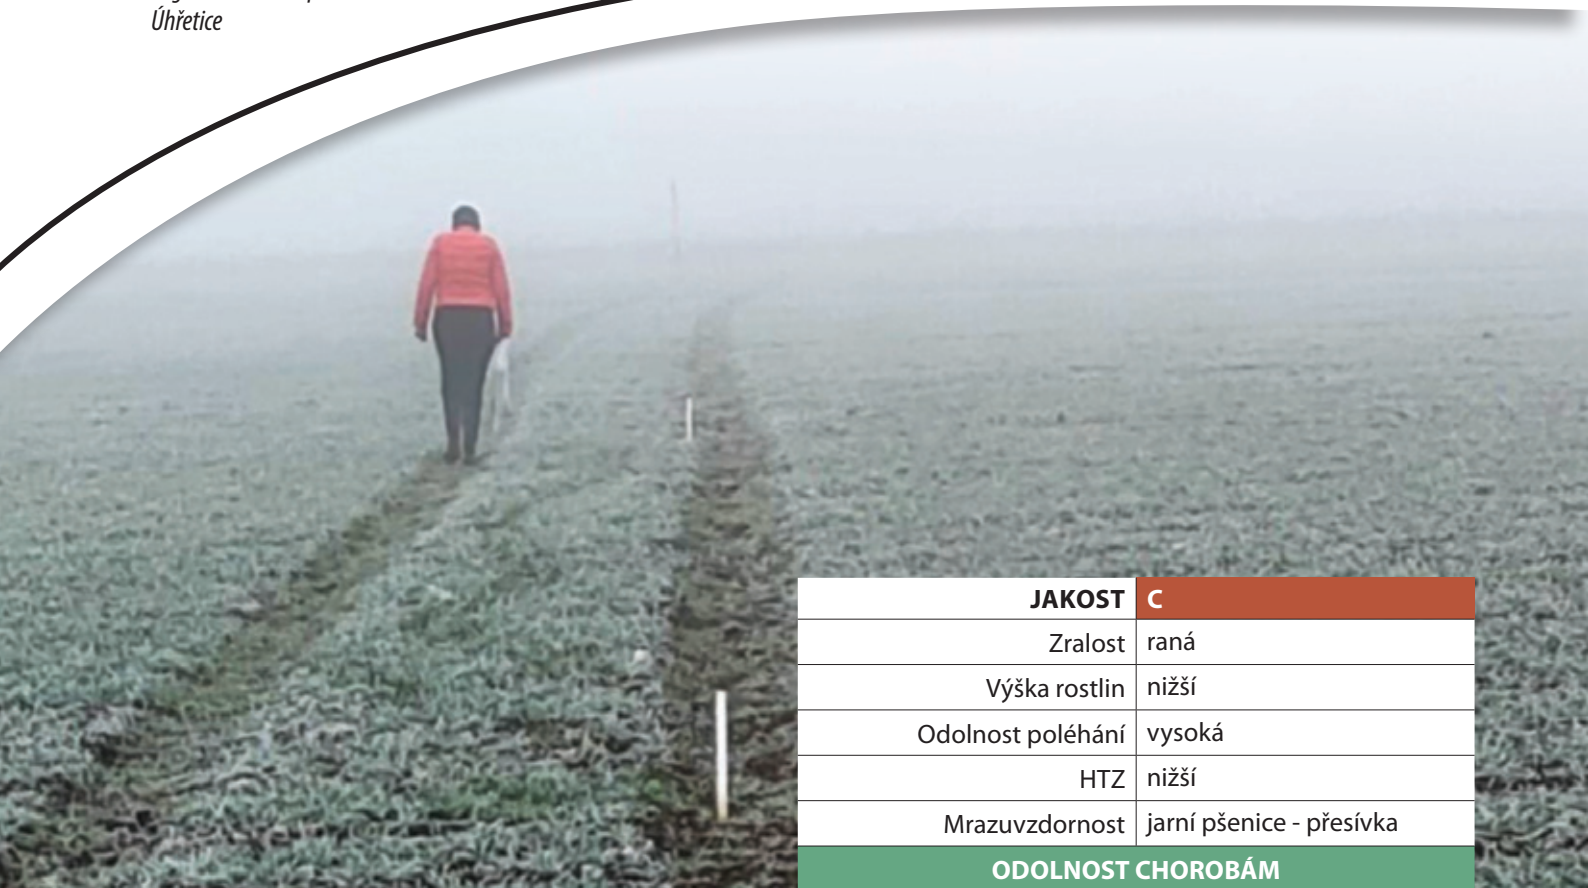 Úhřetice
JAKOST C
Zralost raná
Výška rostlin nižší
Odolnost poléhání vysoká
HTZ nižší
Mrazuvzdornost jarní pšenice - přesívka
ODOLNOST CHOROBÁM